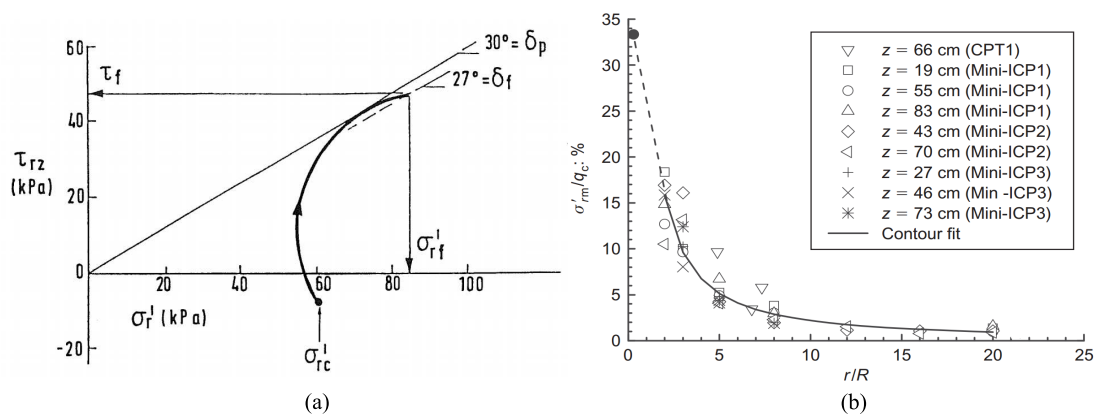 60
40
20
0
-20
τf
τrz
(kPa)
30° = δp
27° = δf
σ'rf
20
40
60
80
100
σr' (kPa)
σ'rc
(a)
35
30
25
20
15
10
5
0
σ′rm/qc: %
z = 66 cm (CPT1)
z = 19 cm (Mini-ICP1)
z = 55 cm (Mini-ICP1)
z = 83 cm (Mini-ICP1)
z = 43 cm (Mini-ICP2)
z = 70 cm (Mini-ICP2)
z = 27 cm (Mini-ICP3)
z = 46 cm (Min -ICP3)
z = 73 cm (Mini-ICP3)
Contour fit
0 5 10 15 20 25
r/R
(b)